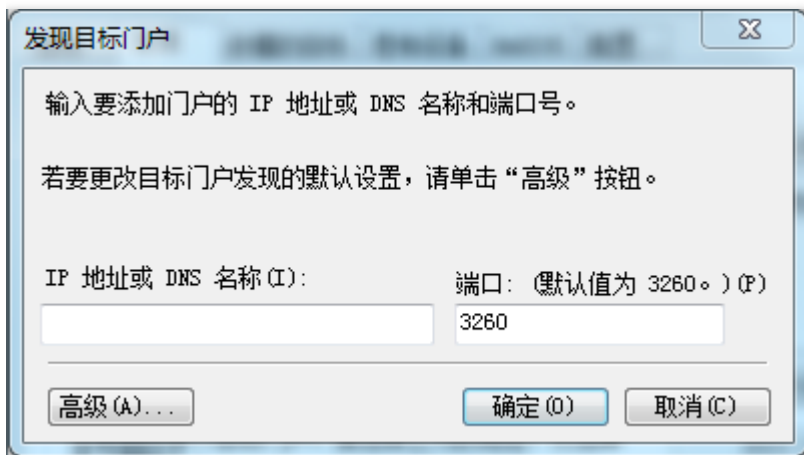 发现目标门户
输入要添加门户的 IP 地址或 DNS 名称和端口号。
若要更改目标门户发现的默认设置，请单击“高级”按钮。
IP 地址或 DNS 名称(I):
端口: (默认值为 3260。)(P)
3260
高级(A)...
确定(O)
取消(C)